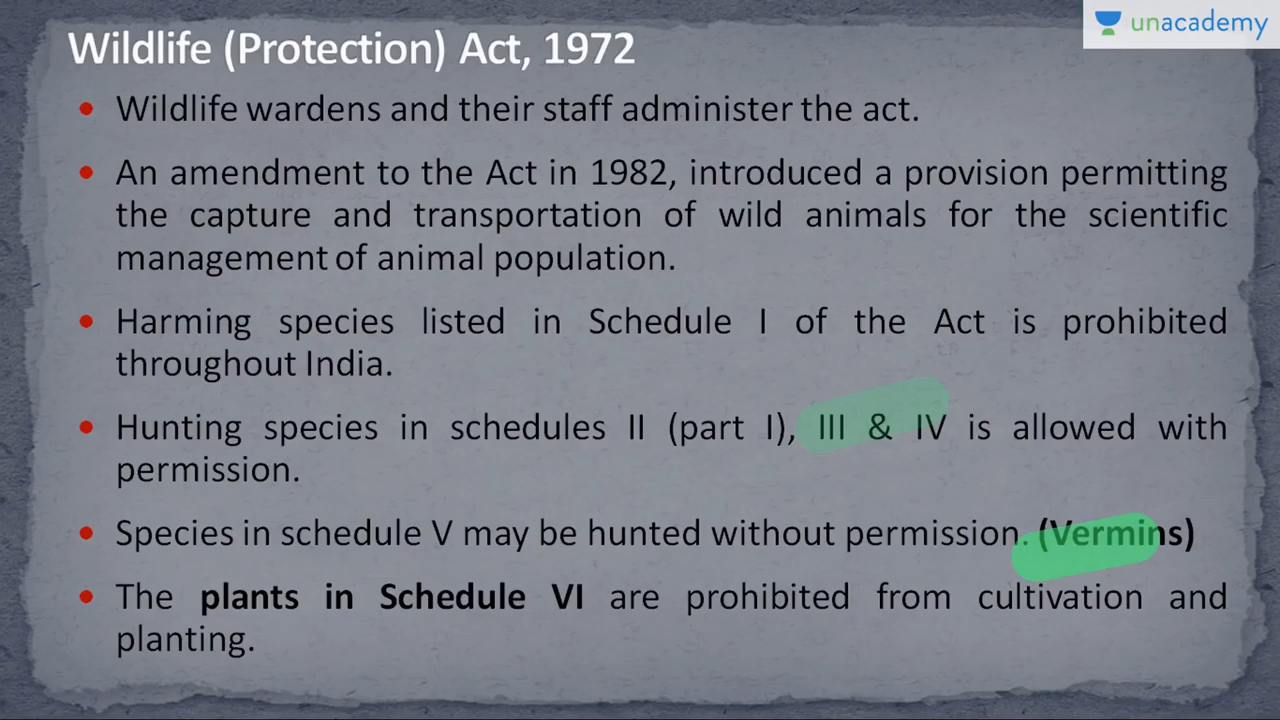 unacademy
Wildlife (Protection) Act, 1972
• Wildlife wardens and their staff administer the act.
• An amendment to the Act in 1982, introduced a provision permitting
the capture and transportation of wild animals for the scientific
management of animal population.
• Harming species listed in Schedule I of the Act is prohibited
throughout India.
• Hunting species in schedules II (part I), III & IV is allowed with
permission.
• Species in schedule V may be hunted without permission. (Vermins)
• The plants in Schedule VI are prohibited from cultivation and
planting.